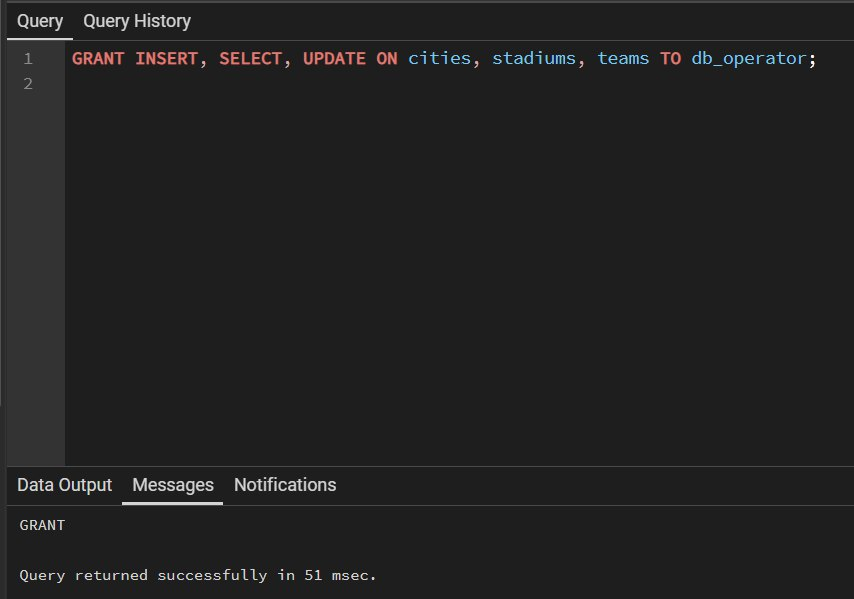 Query Query History
1 GRANT INSERT, SELECT, UPDATE ON cities, stadiums, teams TO db_operator;
2
Data Output Messages Notifications
GRANT
Query returned successfully in 51 msec.